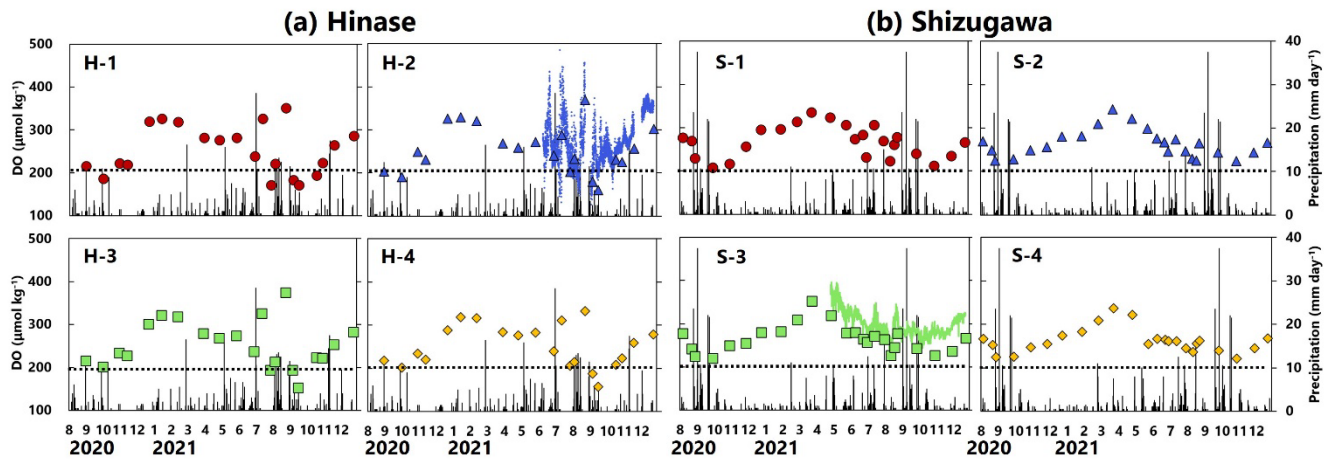 (a) Hinase
(b) Shizugawa
500
400
300
200
100
DO (μmol kg⁻¹)
H-1
H-2
S-1
S-2
40
30
20
10
0
Precipitation (mm day⁻¹)
500
400
300
200
100
DO (μmol kg⁻¹)
H-3
H-4
S-3
S-4
40
30
20
10
0
Precipitation (mm day⁻¹)
8 9 10 11 12 1 2 3 4 5 6 7 8 9 10 11 12
2020 2021
8 9 10 11 12 1 2 3 4 5 6 7 8 9 10 11 12
2020 2021
8 9 10 11 12 1 2 3 4 5 6 7 8 9 10 11 12
2020 2021
8 9 10 11 12 1 2 3 4 5 6 7 8 9 10 11 12
2020 2021